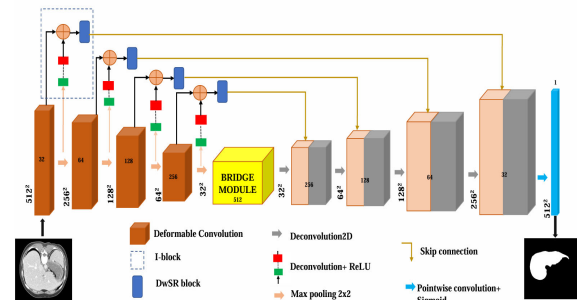 1
32
64
128
256
BRIDGE
MODULE
512
256
128
64
32
512²
256²
128²
64²
32²
32²
64²
128²
256²
512²
Deformable Convolution
I-block
DwSR block
Deconvolution2D
Deconvolution+ ReLU
Max pooling 2x2
Skip connection
Pointwise convolution+
Sigmoid